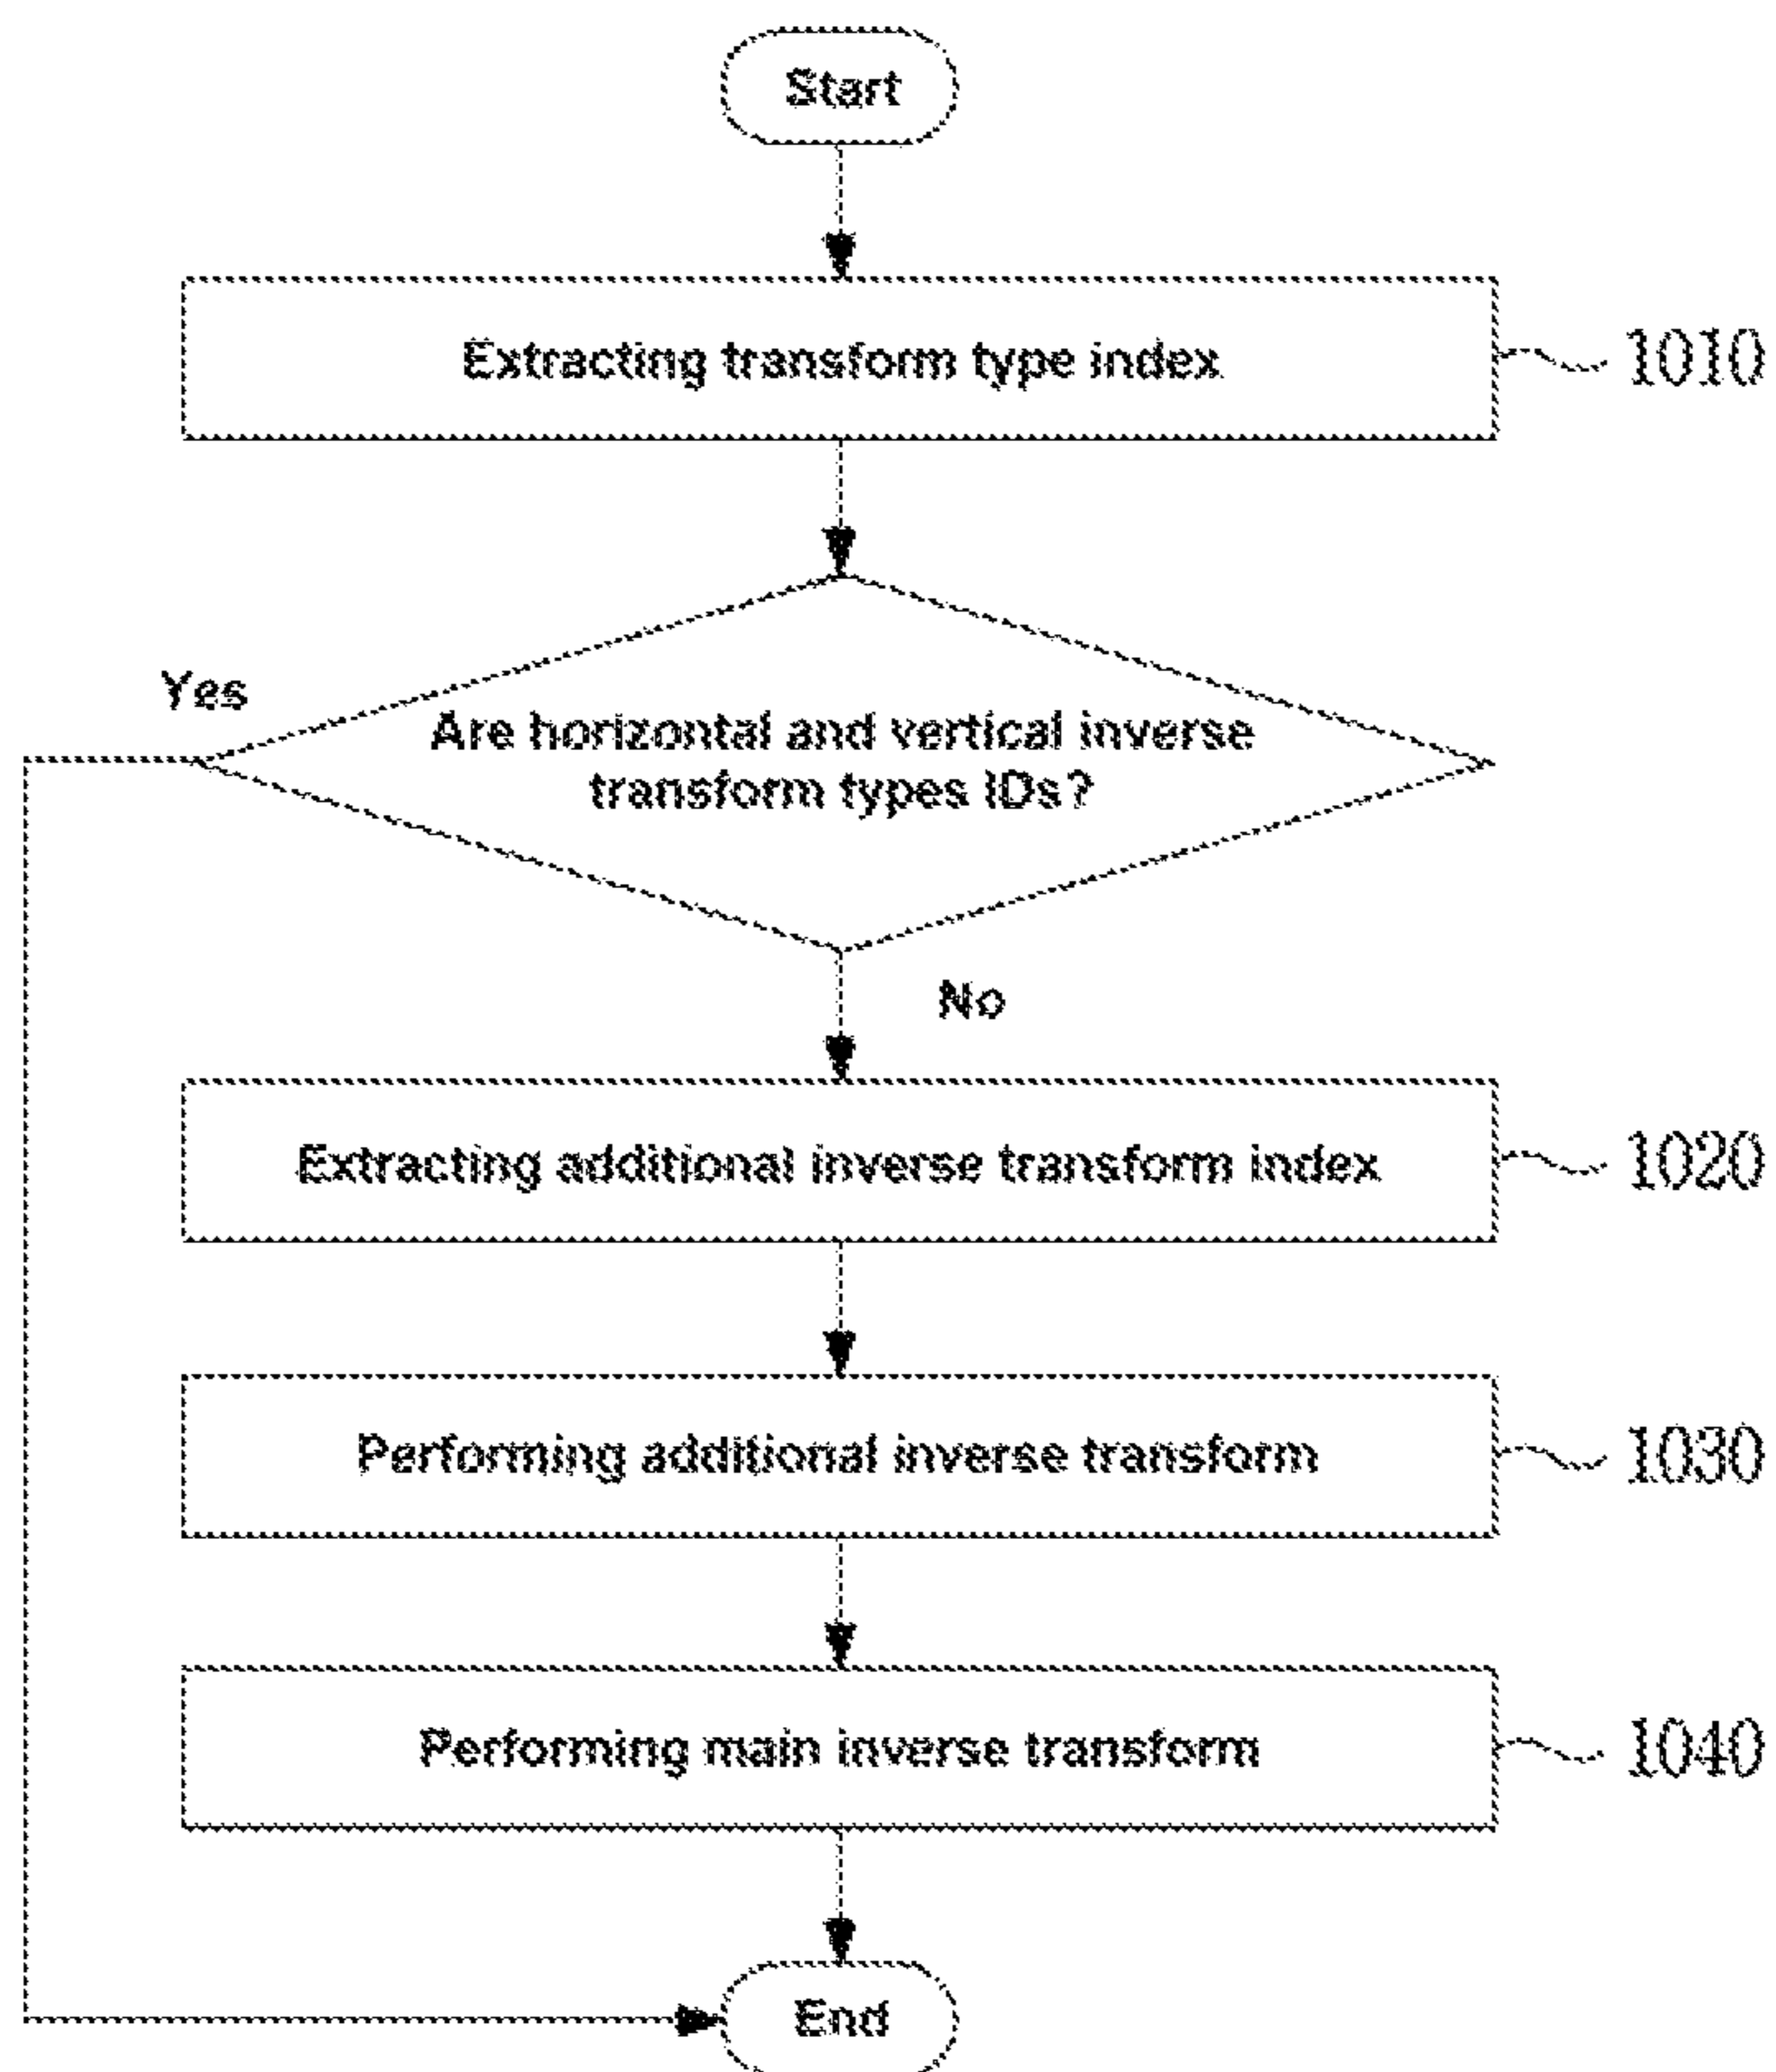 Start
Extracting transform type index
1010
Yes
Are horizontal and vertical inverse
transform types IDs?
No
Extracting additional inverse transform index
1020
Performing additional inverse transform
1030
Performing main inverse transform
1040
End